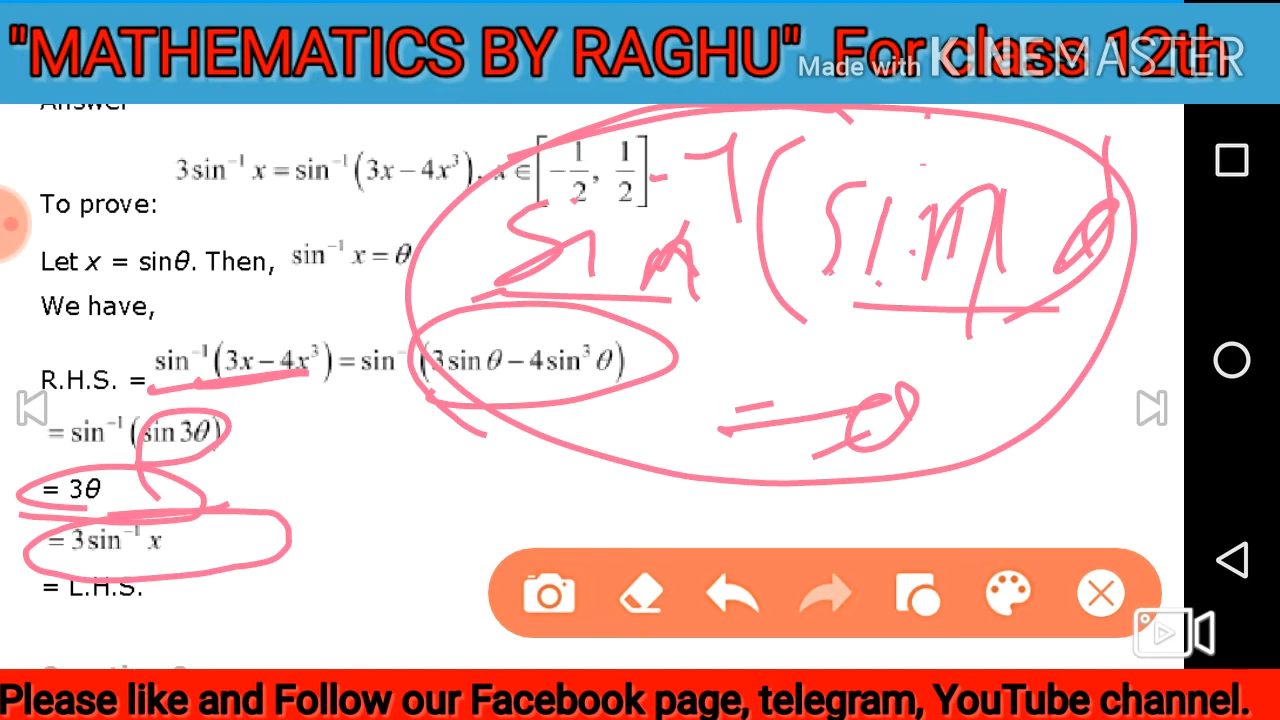 "MATHEMATICS BY RAGHU" For class 12th
Made with KINEMASTER
Answer
3 sin⁻¹ x = sin⁻¹ (3x − 4x³), x ∈ [−1/2, 1/2]
To prove:
Let x = sinθ. Then, sin⁻¹ x = θ
We have,
R.H.S. = sin⁻¹ (3x − 4x³) = sin⁻ (3 sin θ − 4 sin³ θ)
= sin⁻¹ (sin 3θ)
= 3θ
= 3 sin⁻¹ x
= L.H.S.
Sin⁻¹ (sin θ
= θ
Please like and Follow our Facebook page, telegram, YouTube channel.